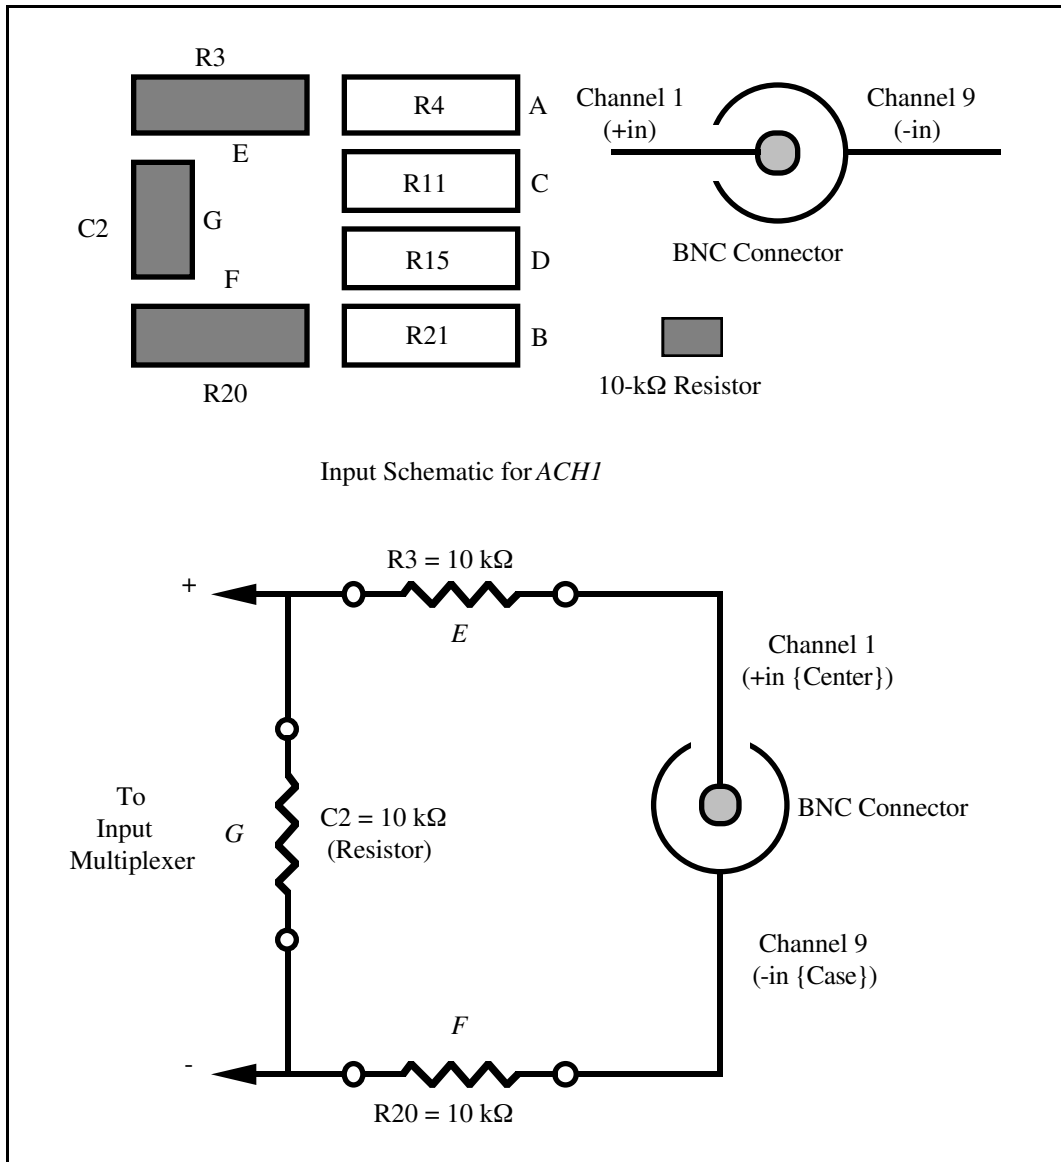 R3
R4
A
E
R11
C
C2
G
R15
D
F
R21
B
R20
Channel 1
(+in)
Channel 9
(-in)
BNC Connector
10-kΩ Resistor
Input Schematic for ACH1
R3 = 10 kΩ
+
E
Channel 1
(+in {Center})
To
Input
Multiplexer
G
C2 = 10 kΩ
(Resistor)
BNC Connector
Channel 9
(-in {Case})
F
-
R20 = 10 kΩ